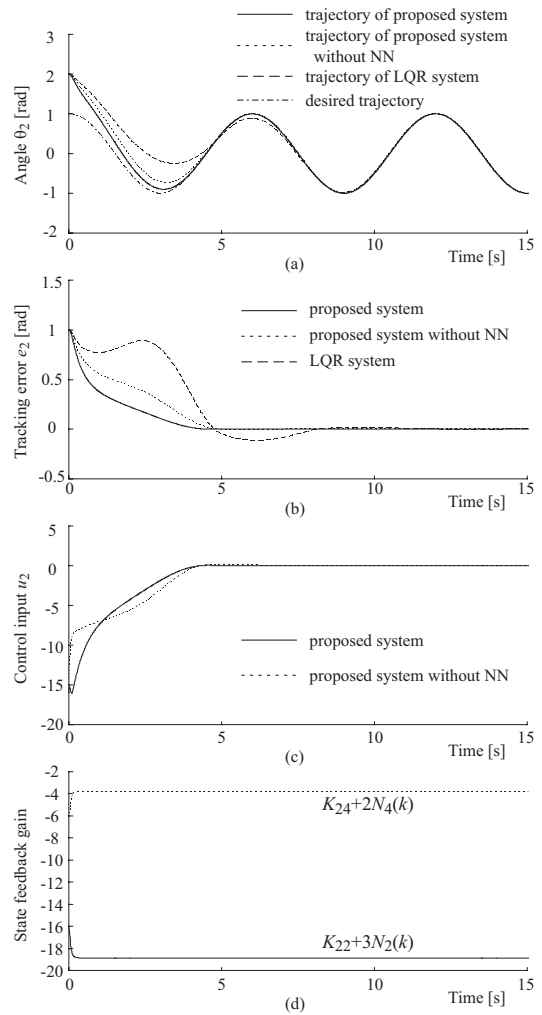 trajectory of proposed system
trajectory of proposed system
without NN
trajectory of LQR system
desired trajectory
Angle θ2 [rad]
3
2
1
0
-1
-2
0
5
10
15
Time [s]
(a)
Tracking error e2 [rad]
1.5
1
0.5
0
-0.5
proposed system
proposed system without NN
LQR system
0
5
10
15
Time [s]
(b)
Control input u2
5
0
-5
-10
-15
-20
proposed system
proposed system without NN
0
5
10
15
Time [s]
(c)
State feedback gain
-2
-4
-6
-8
-10
-12
-14
-16
-18
-20
K24+2N4(k)
K22+3N2(k)
0
5
10
15
Time [s]
(d)